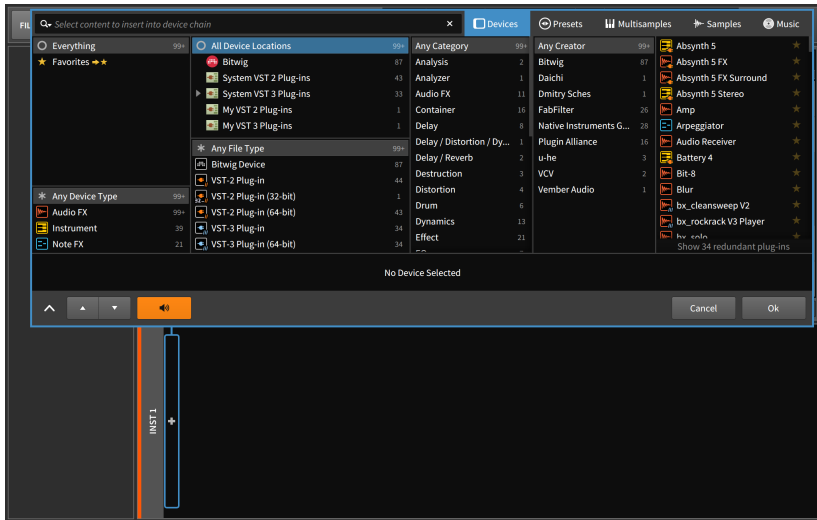 FIL
Select content to insert into device chain
×
Devices
Presets
Multisamples
Samples
Music
Everything 99+
Favorites
Any Device Type 99+
Audio FX 99+
Instrument 39
Note FX 21
All Device Locations 99+
Bitwig 87
System VST 2 Plug-ins 43
System VST 3 Plug-ins 33
My VST 2 Plug-ins 1
My VST 3 Plug-ins 1
Any File Type 99+
Bitwig Device 87
VST-2 Plug-in 44
VST-2 Plug-in (32-bit) 1
VST-2 Plug-in (64-bit) 43
VST-3 Plug-in 34
VST-3 Plug-in (64-bit) 34
Any Category 99+
Analysis 2
Analyzer 1
Audio FX 11
Container 16
Delay 8
Delay / Distortion / Dy... 1
Delay / Reverb 2
Destruction 3
Distortion 4
Drum 6
Dynamics 13
Effect 21
Any Creator 99+
Bitwig 87
Daichi 1
Dmitry Sches 1
FabFilter 26
Native Instruments G... 28
Plugin Alliance 16
u-he 3
VCV 2
Vember Audio 1
Absynth 5
Absynth 5 FX
Absynth 5 FX Surround
Absynth 5 Stereo
Amp
Arpeggiator
Audio Receiver
Battery 4
Bit-8
Blur
bx_cleansweep V2
bx_rockrack V3 Player
bx_solo
Show 34 redundant plug-ins
No Device Selected
Cancel
Ok
INST 1
+